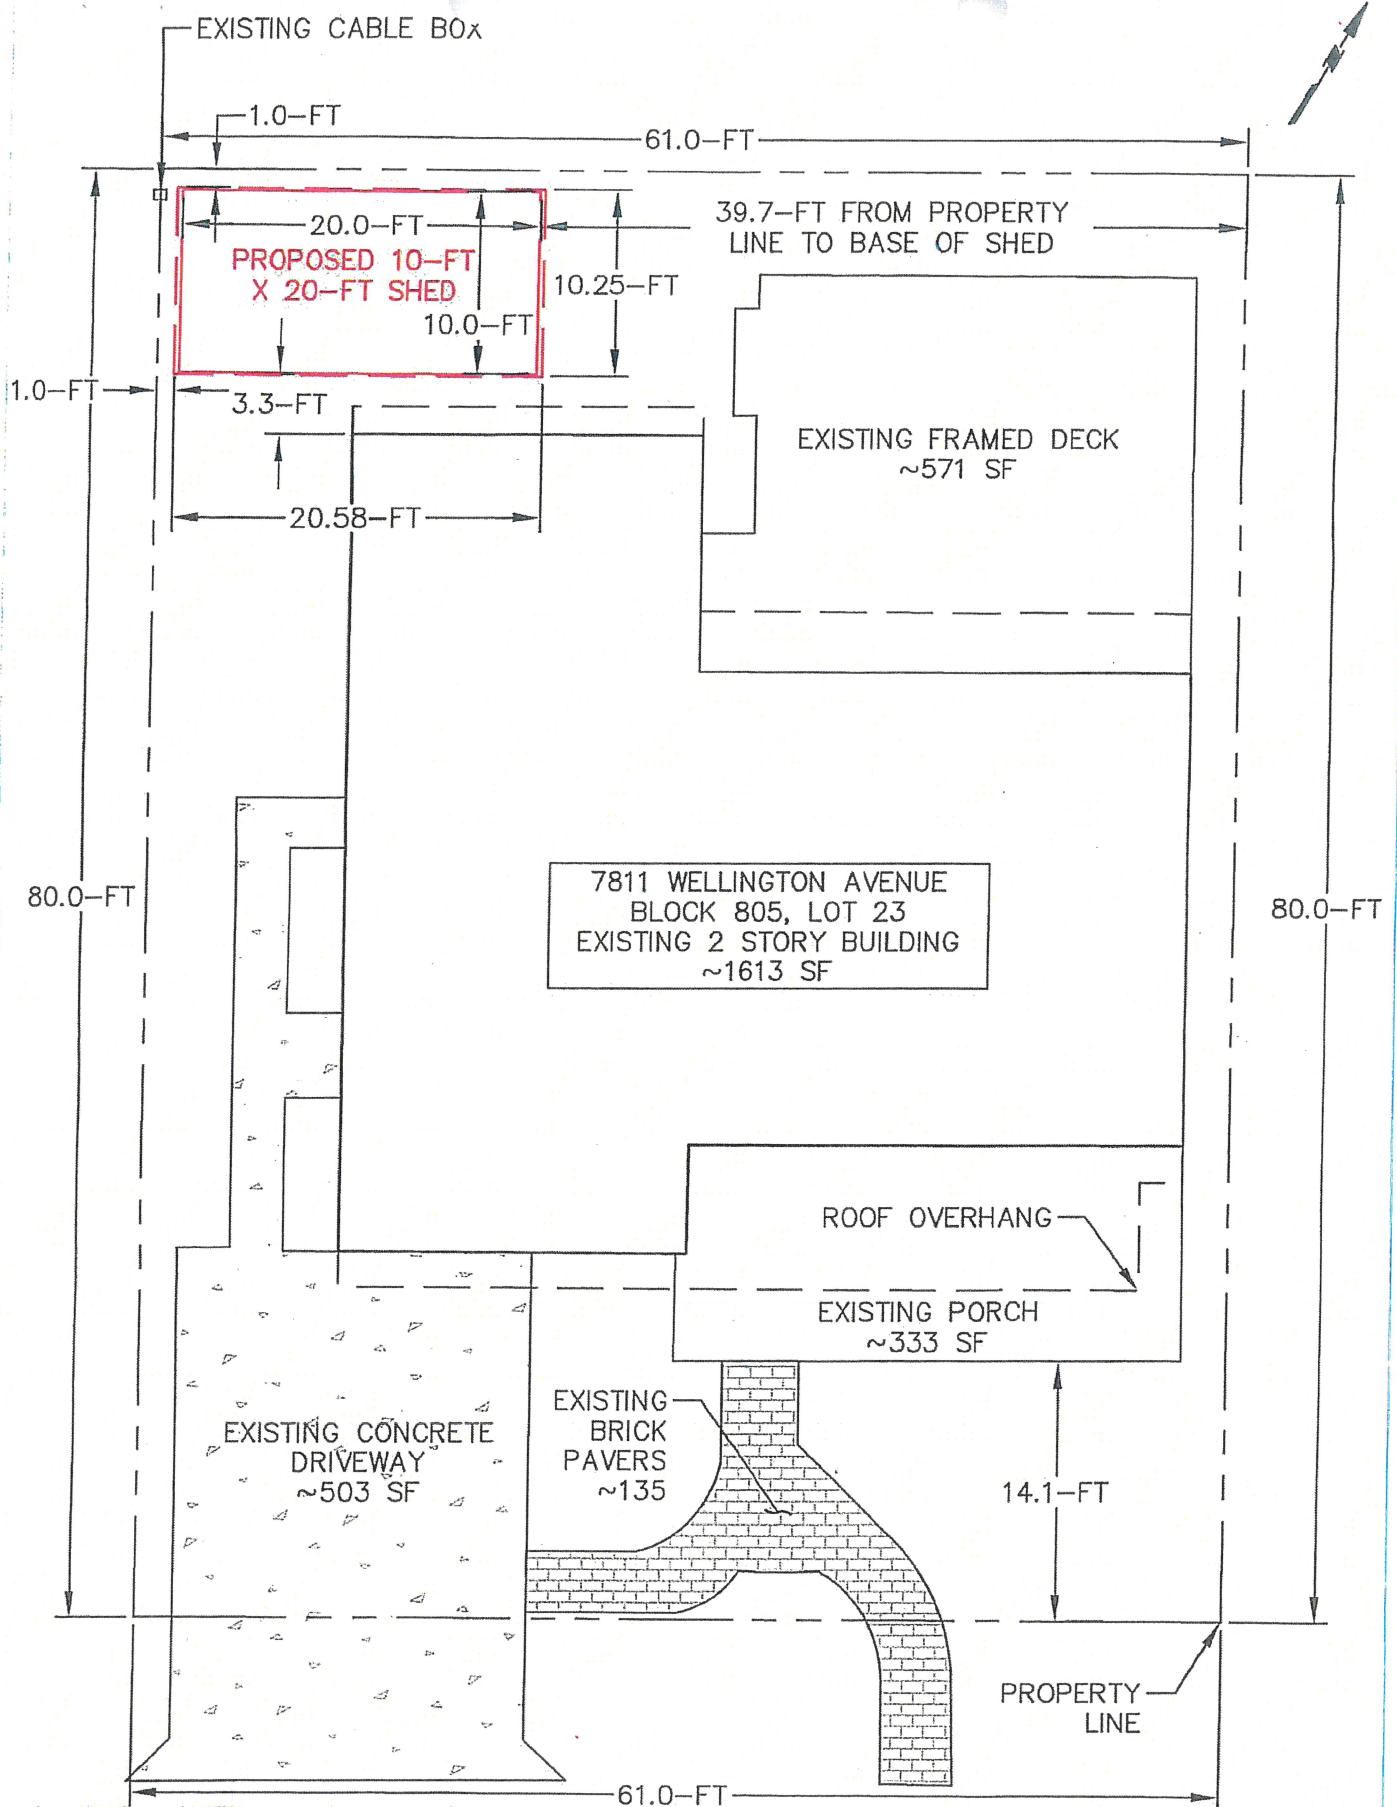 EXISTING CABLE BOX
1.0-FT
61.0-FT
20.0-FT
39.7-FT FROM PROPERTY
LINE TO BASE OF SHED
PROPOSED 10-FT
X 20-FT SHED
10.25-FT
10.0-FT
1.0-FT
3.3-FT
EXISTING FRAMED DECK
~571 SF
20.58-FT
80.0-FT
7811 WELLINGTON AVENUE
BLOCK 805, LOT 23
EXISTING 2 STORY BUILDING
~1613 SF
80.0-FT
ROOF OVERHANG
EXISTING PORCH
~333 SF
EXISTING
BRICK
PAVERS
~135
EXISTING CONCRETE
DRIVEWAY
~503 SF
14.1-FT
PROPERTY
LINE
61.0-FT